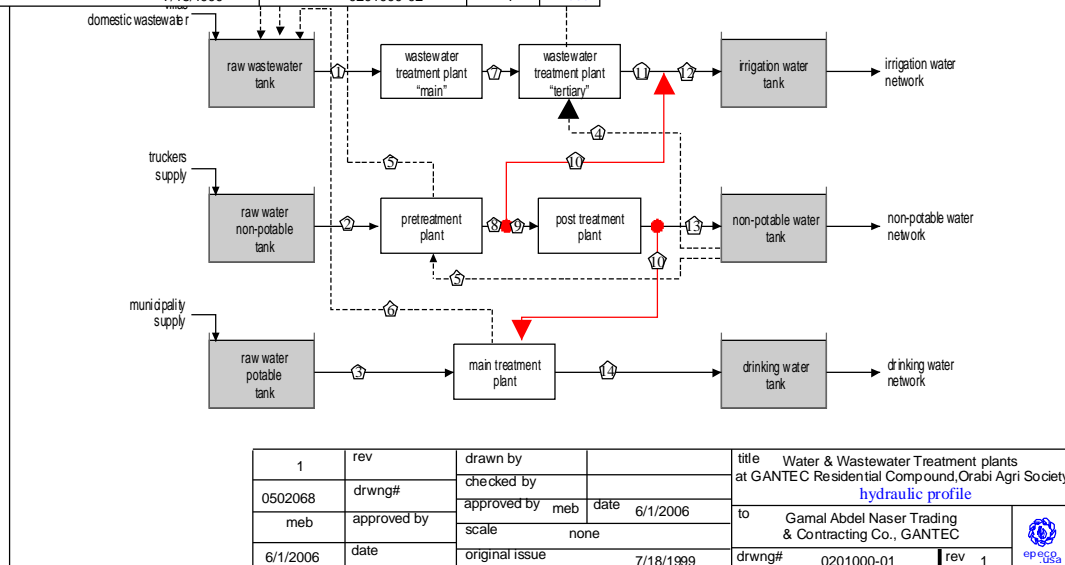 domestic wastewater
raw wastewater
tank
1
wastewater
treatment plant
"main"
7
wastewater
treatment plant
"tertiary"
11
12
irrigation water
tank
irrigation water
network
4
5
10
truckers
supply
raw water
non-potable
tank
2
pretreatment
plant
8
9
post treatment
plant
13
non-potable water
tank
non-potable water
network
10
5
6
municipality
supply
raw water
potable
tank
3
main treatment
plant
14
drinking water
tank
drinking water
network
1
rev
0502068
drwng#
meb
approved by
6/1/2006
date
drawn by
checked by
approved by meb date 6/1/2006
scale none
original issue 7/18/1999
title Water & Wastewater Treatment plants
at GANTEC Residential Compound,Orabi Agri Society
hydraulic profile
to Gamal Abdel Naser Trading
& Contracting Co., GANTEC
drwng# 0201000-01 rev 1
epeco
.usa